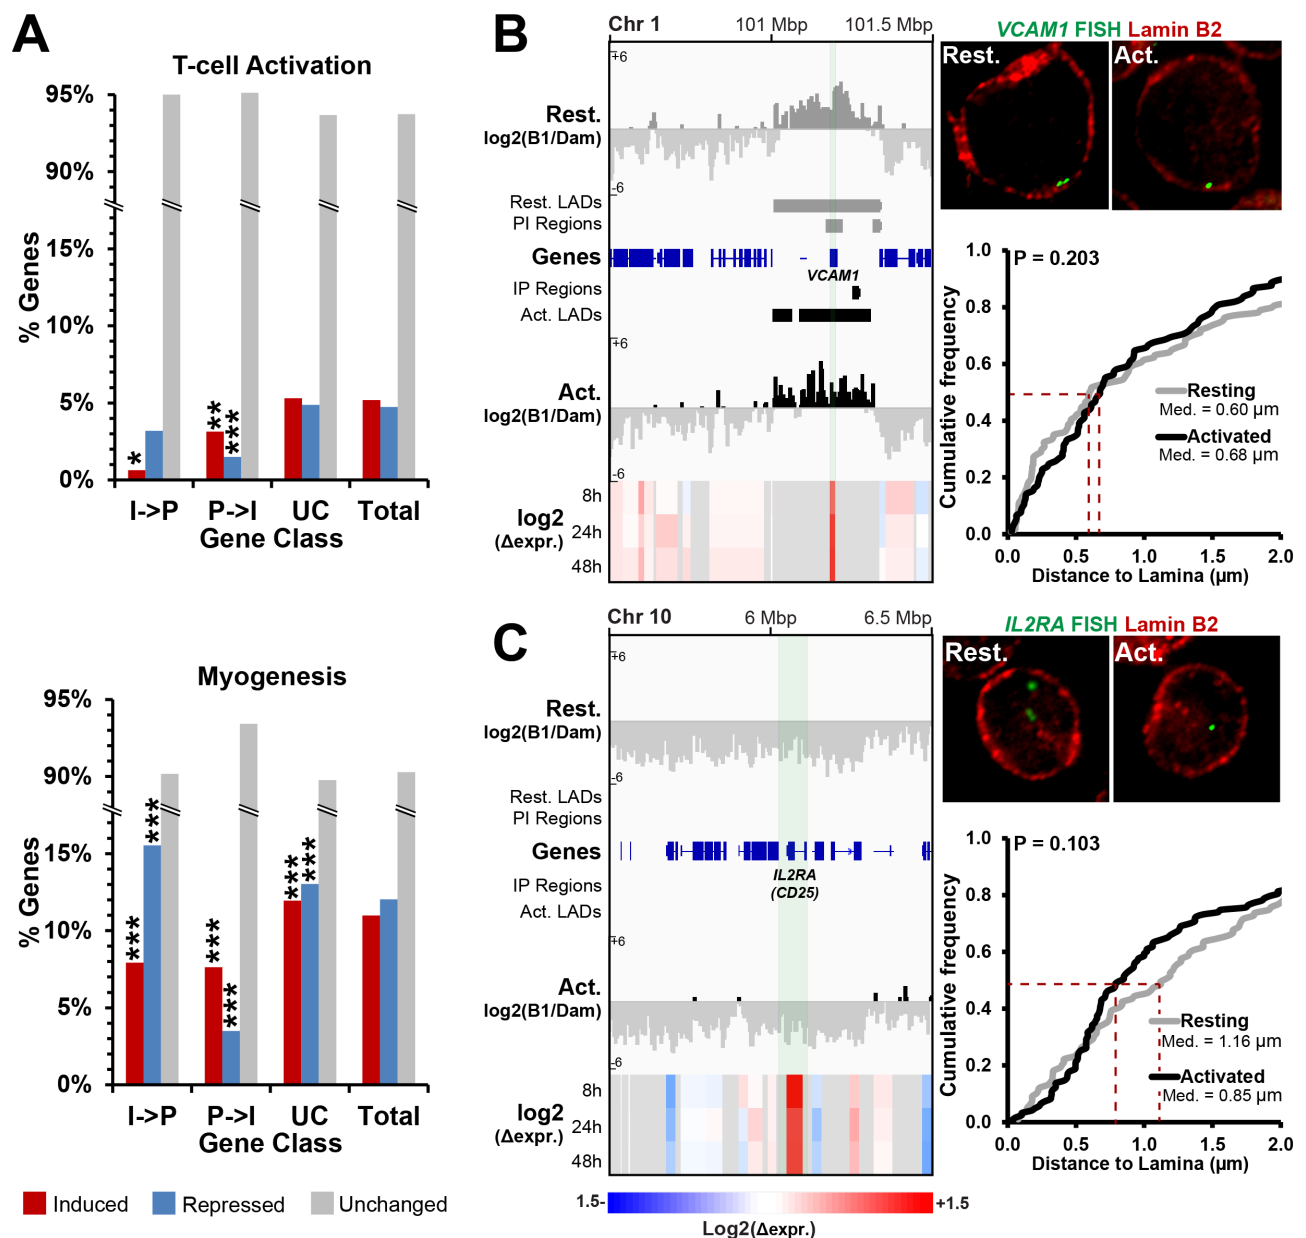 A
T-cell Activation
95%
90%
15%
10%
5%
0%
% Genes
*
**
***
I->P
P->I
UC
Total
Gene Class
Myogenesis
95%
90%
15%
10%
5%
0%
% Genes
***
***
***
***
***
***
I->P
P->I
UC
Total
Gene Class
Induced
Repressed
Unchanged
B
Chr 1
101 Mbp
101.5 Mbp
+6
Rest.
log2(B1/Dam)
-6
Rest. LADs
PI Regions
Genes
VCAM1
IP Regions
Act. LADs
+6
Act.
log2(B1/Dam)
-6
8h
log2
(Δexpr.)
24h
48h
VCAM1 FISH Lamin B2
Rest.
Act.
P = 0.203
1.0
0.8
0.6
0.4
0.2
0.0
Cumulative frequency
Resting
Med. = 0.60 µm
Activated
Med. = 0.68 µm
0.0
0.5
1.0
1.5
2.0
Distance to Lamina (µm)
C
Chr 10
6 Mbp
6.5 Mbp
+6
Rest.
log2(B1/Dam)
-6
Rest. LADs
PI Regions
Genes
IL2RA
(CD25)
IP Regions
Act. LADs
+6
Act.
log2(B1/Dam)
-6
8h
log2
(Δexpr.)
24h
48h
1.5-
+1.5
Log2(Δexpr.)
IL2RA FISH Lamin B2
Rest.
Act.
P = 0.103
1.0
0.8
0.6
0.4
0.2
0.0
Cumulative frequency
Resting
Med. = 1.16 µm
Activated
Med. = 0.85 µm
0.0
0.5
1.0
1.5
2.0
Distance to Lamina (µm)